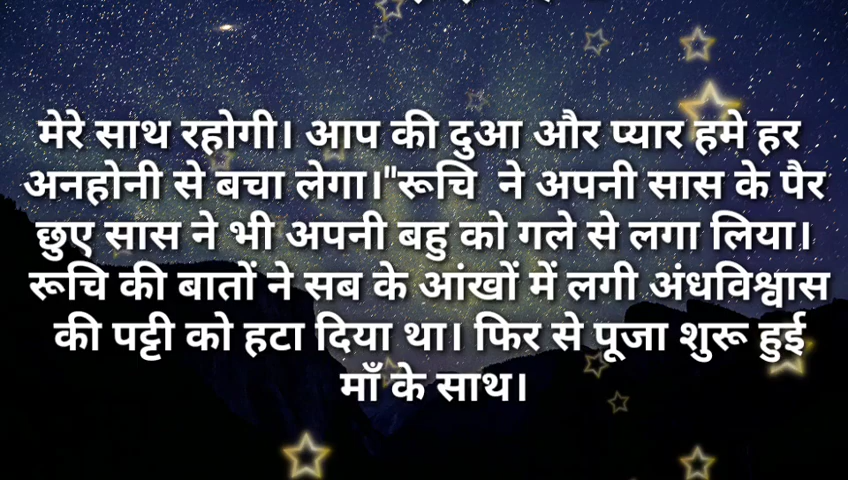 मेरे साथ रहोगी। आप की दुआ और प्यार हमे हर
अनहोनी से बचा लेगा।"रूचि ने अपनी सास के पैर
छुए सास ने भी अपनी बहु को गले से लगा लिया।
रूचि की बातों ने सब के आंखों में लगी अंधविश्वास
की पट्टी को हटा दिया था। फिर से पूजा शुरू हुई
माँ के साथ।